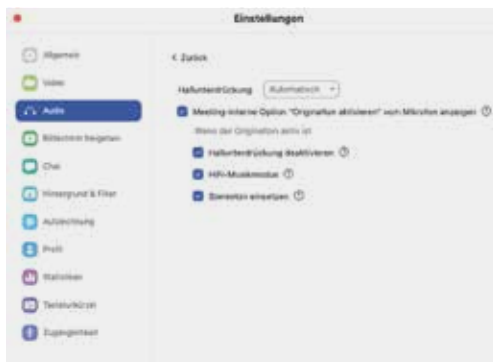 Einstellungen
Allgemein
Video
Audio
Bildschirm freigeben
Chat
Hintergrund & Filter
Aufzeichnung
Profil
Statistiken
Tastaturkürzel
Zugänglichkeit
< Zurück
Hallunterdrückung Automatisch
Meeting-interne Option "Originalton aktivieren" vom Mikrofon anzeigen
Wenn der Originalton aktiv ist
Hallunterdrückung deaktivieren
HiFi-Musikmodus
Stereoton einsetzen